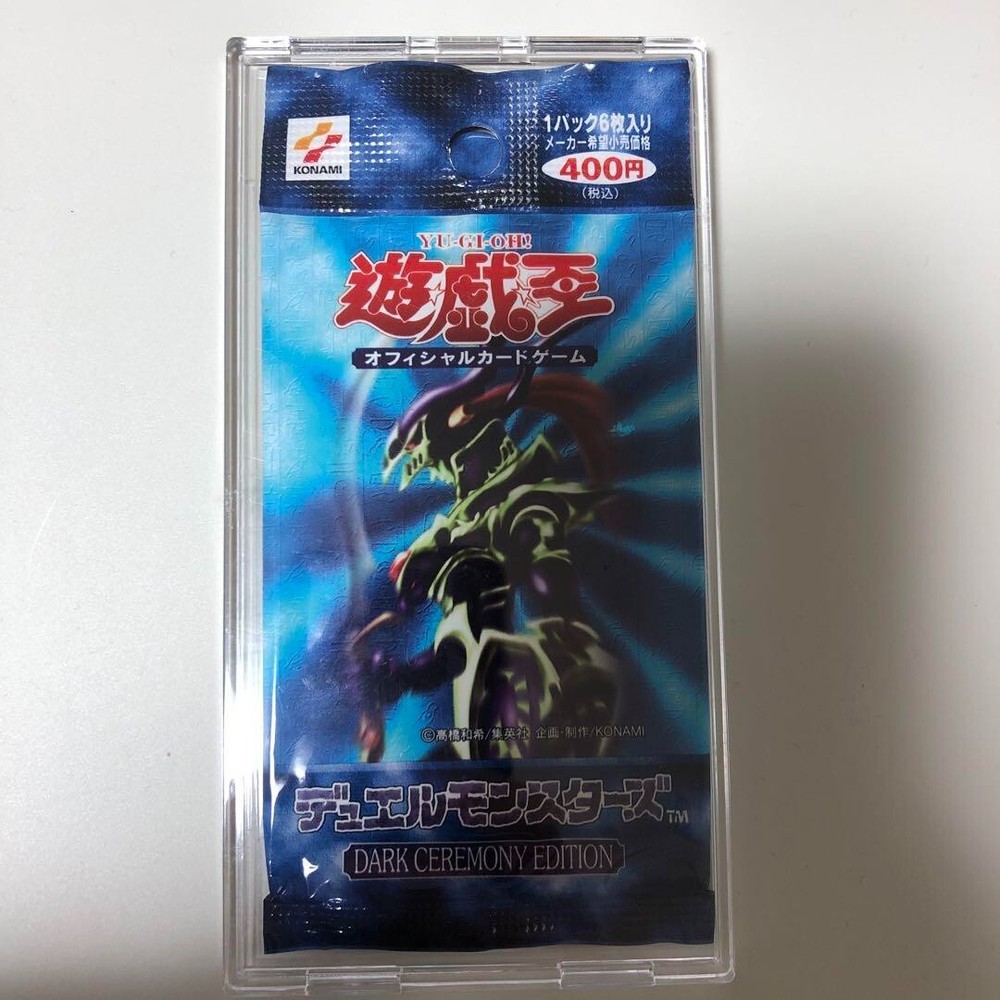 KONAMI
1パック6枚入り
メーカー希望小売価格
400円
(税込)
YU-GI-OH!
遊戯王
オフィシャルカードゲーム
©高橋和希/集英社 企画・制作/KONAMI
デュエルモンスターズ™
DARK CEREMONY EDITION